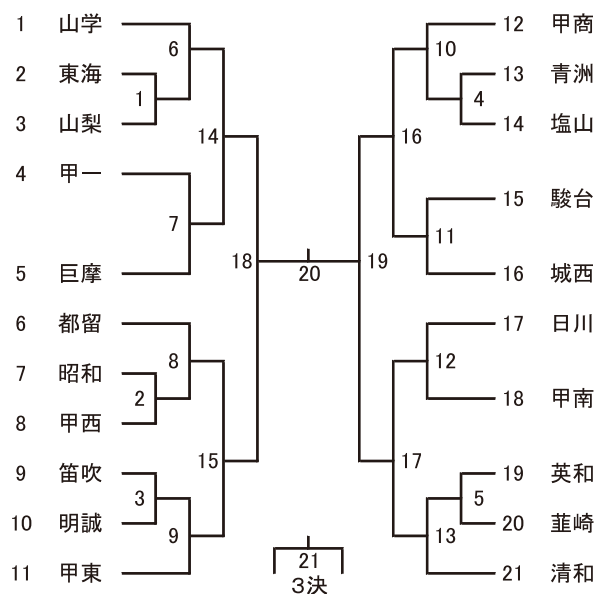 1 山学
2 東海
3 山梨
4 甲一
5 巨摩
6 都留
7 昭和
8 甲西
9 笛吹
10 明誠
11 甲東
6
1
14
7
18
8
2
15
3
9
20
21
3決
12 甲商
13 青洲
14 塩山
15 駿台
16 城西
17 日川
18 甲南
19 英和
20 韮崎
21 清和
10
4
16
11
19
12
17
5
13